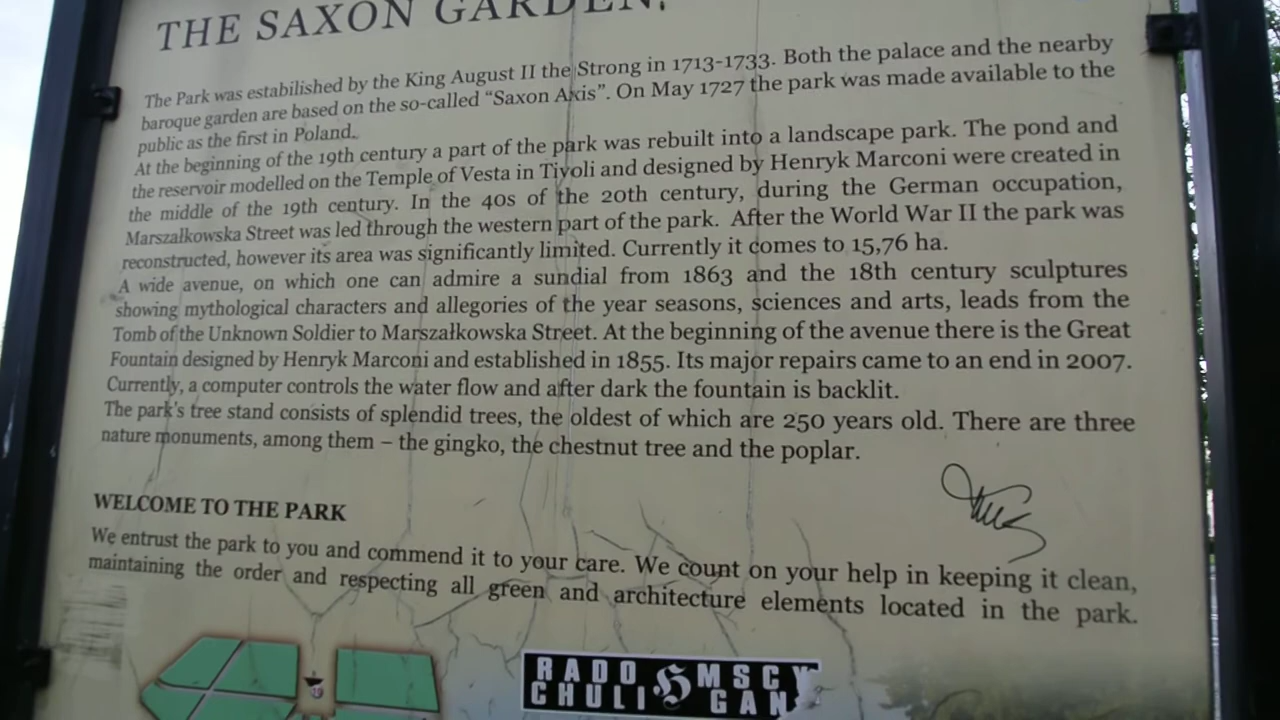 THE SAXON GARDEN.
The Park was estabilished by the King August II the Strong in 1713-1733. Both the palace and the nearby
baroque garden are based on the so-called “Saxon Axis”. On May 1727 the park was made available to the
public as the first in Poland.
At the beginning of the 19th century a part of the park was rebuilt into a landscape park. The pond and
the reservoir modelled on the Temple of Vesta in Tivoli and designed by Henryk Marconi were created in
the middle of the 19th century. In the 40s of the 20th century, during the German occupation,
Marszałkowska Street was led through the western part of the park. After the World War II the park was
reconstructed, however its area was significantly limited. Currently it comes to 15,76 ha.
A wide avenue, on which one can admire a sundial from 1863 and the 18th century sculptures
showing mythological characters and allegories of the year seasons, sciences and arts, leads from the
Tomb of the Unknown Soldier to Marszałkowska Street. At the beginning of the avenue there is the Great
Fountain designed by Henryk Marconi and established in 1855. Its major repairs came to an end in 2007.
Currently, a computer controls the water flow and after dark the fountain is backlit.
The park's tree stand consists of splendid trees, the oldest of which are 250 years old. There are three
nature monuments, among them – the gingko, the chestnut tree and the poplar.
WELCOME TO THE PARK
We entrust the park to you and commend it to your care. We count on your help in keeping it clean,
maintaining the order and respecting all green and architecture elements located in the park.
RADO MSCY
CHULI GAN